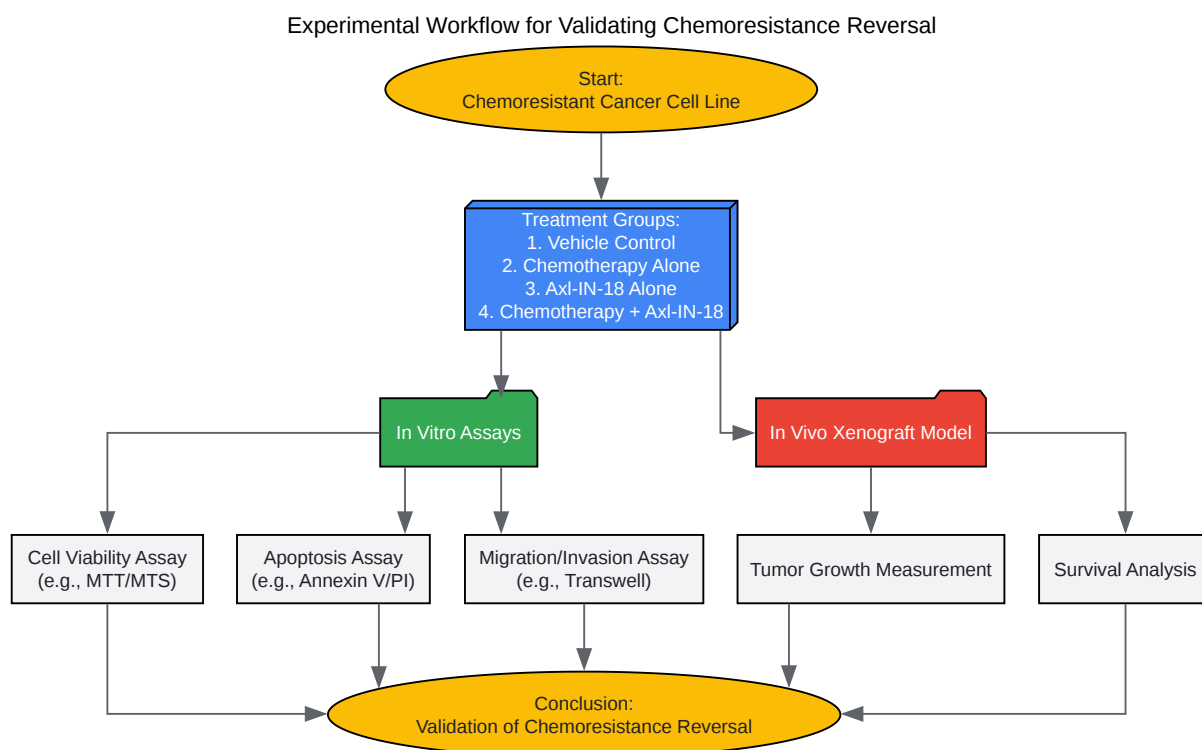 Experimental Workflow for Validating Chemoresistance Reversal
Start:
Chemoresistant Cancer Cell Line
Treatment Groups:
1. Vehicle Control
2. Chemotherapy Alone
3. Axl-IN-18 Alone
4. Chemotherapy + Axl-IN-18
In Vitro Assays
In Vivo Xenograft Model
Cell Viability Assay
(e.g., MTT/MTS)
Apoptosis Assay
(e.g., Annexin V/PI)
Migration/Invasion Assay
(e.g., Transwell)
Tumor Growth Measurement
Survival Analysis
Conclusion:
Validation of Chemoresistance Reversal